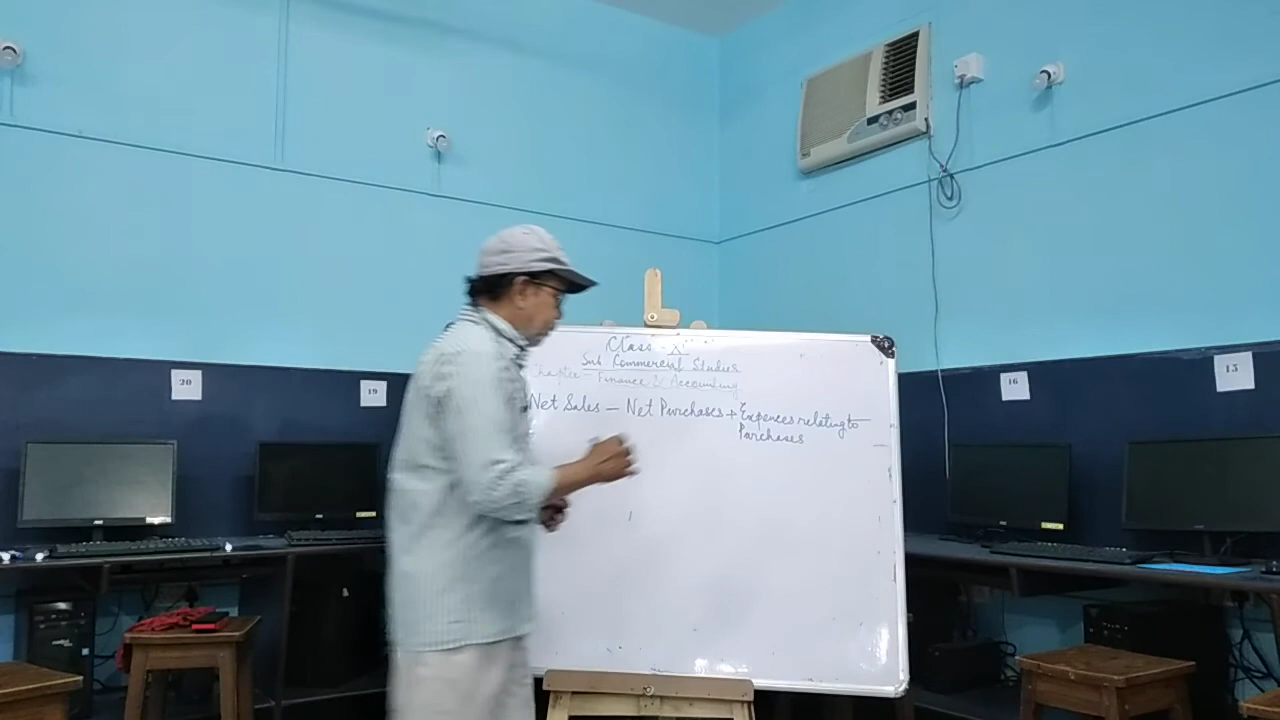 20
19
16
15
Class X
Sub Commercial Studies
Chapter - Finance & Accounting
Net Sales - Net Purchases + Expences relating to
Purchases